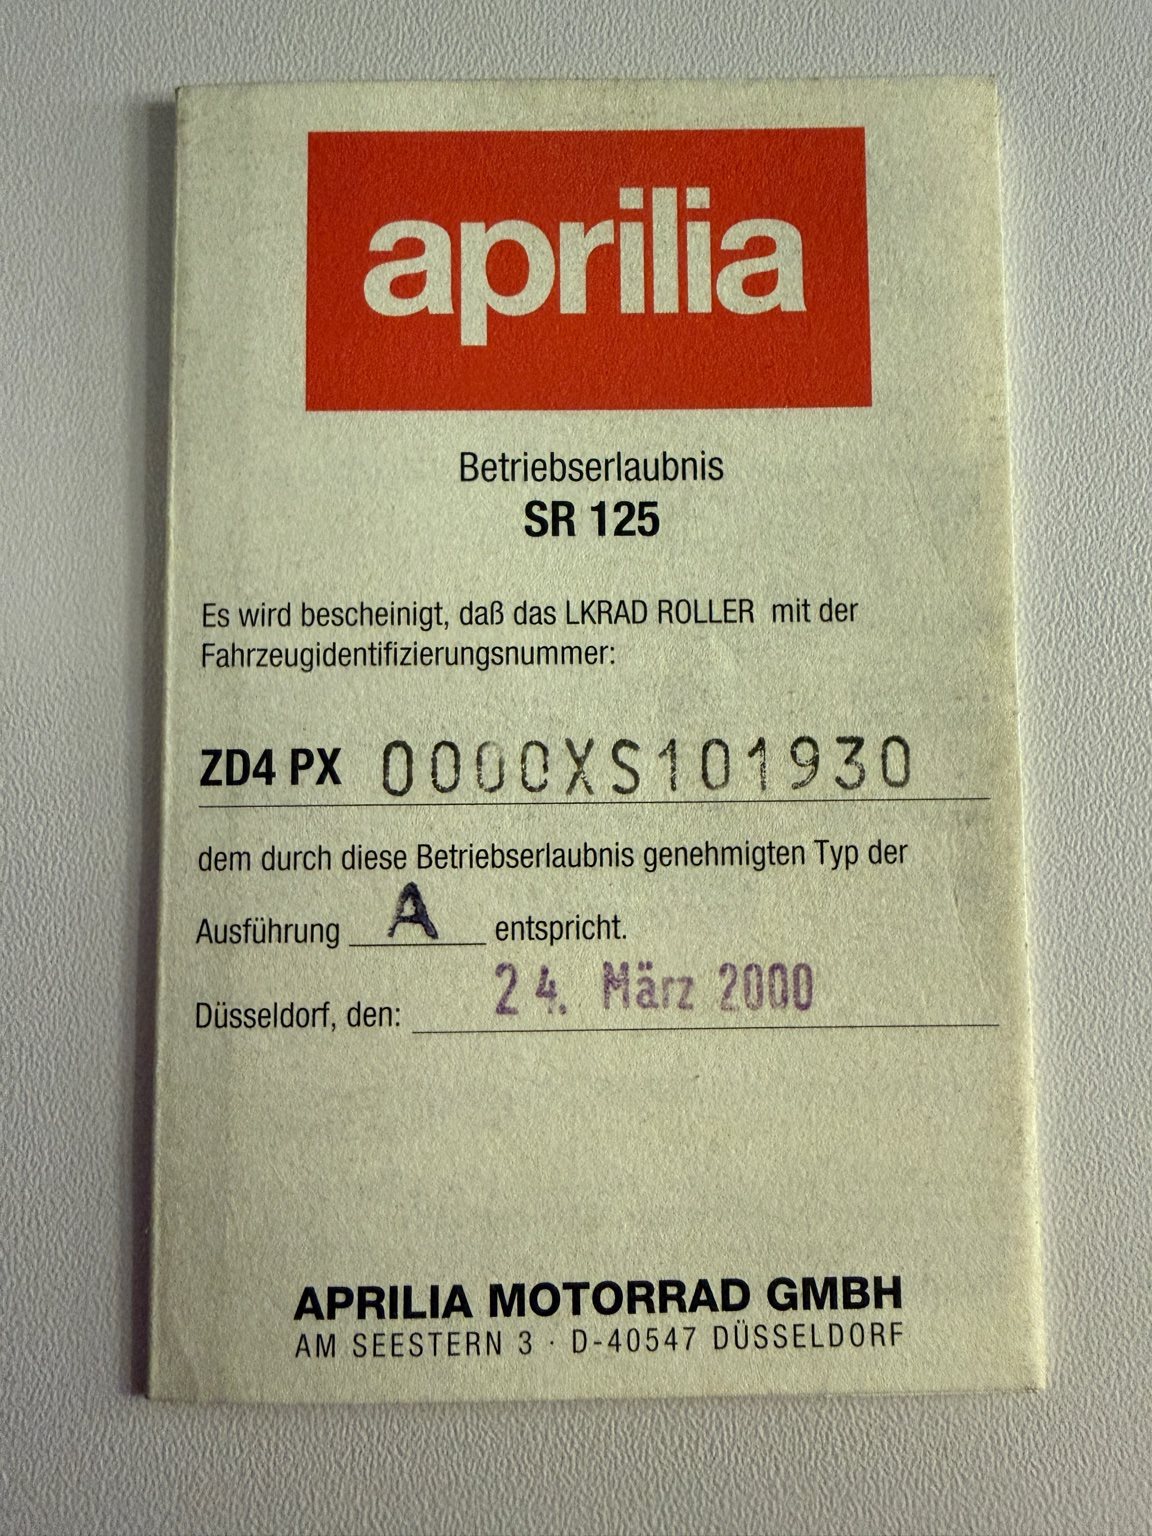 aprilia
Betriebserlaubnis
SR 125
Es wird bescheinigt, daß das LKRAD ROLLER mit der
Fahrzeugidentifizierungsnummer:
ZD4 PX 0000XS101930
dem durch diese Betriebserlaubnis genehmigten Typ der
Ausführung A entspricht.
Düsseldorf, den: 24. März 2000
APRILIA MOTORRAD GMBH
AM SEESTERN 3 · D-40547 DÜSSELDORF